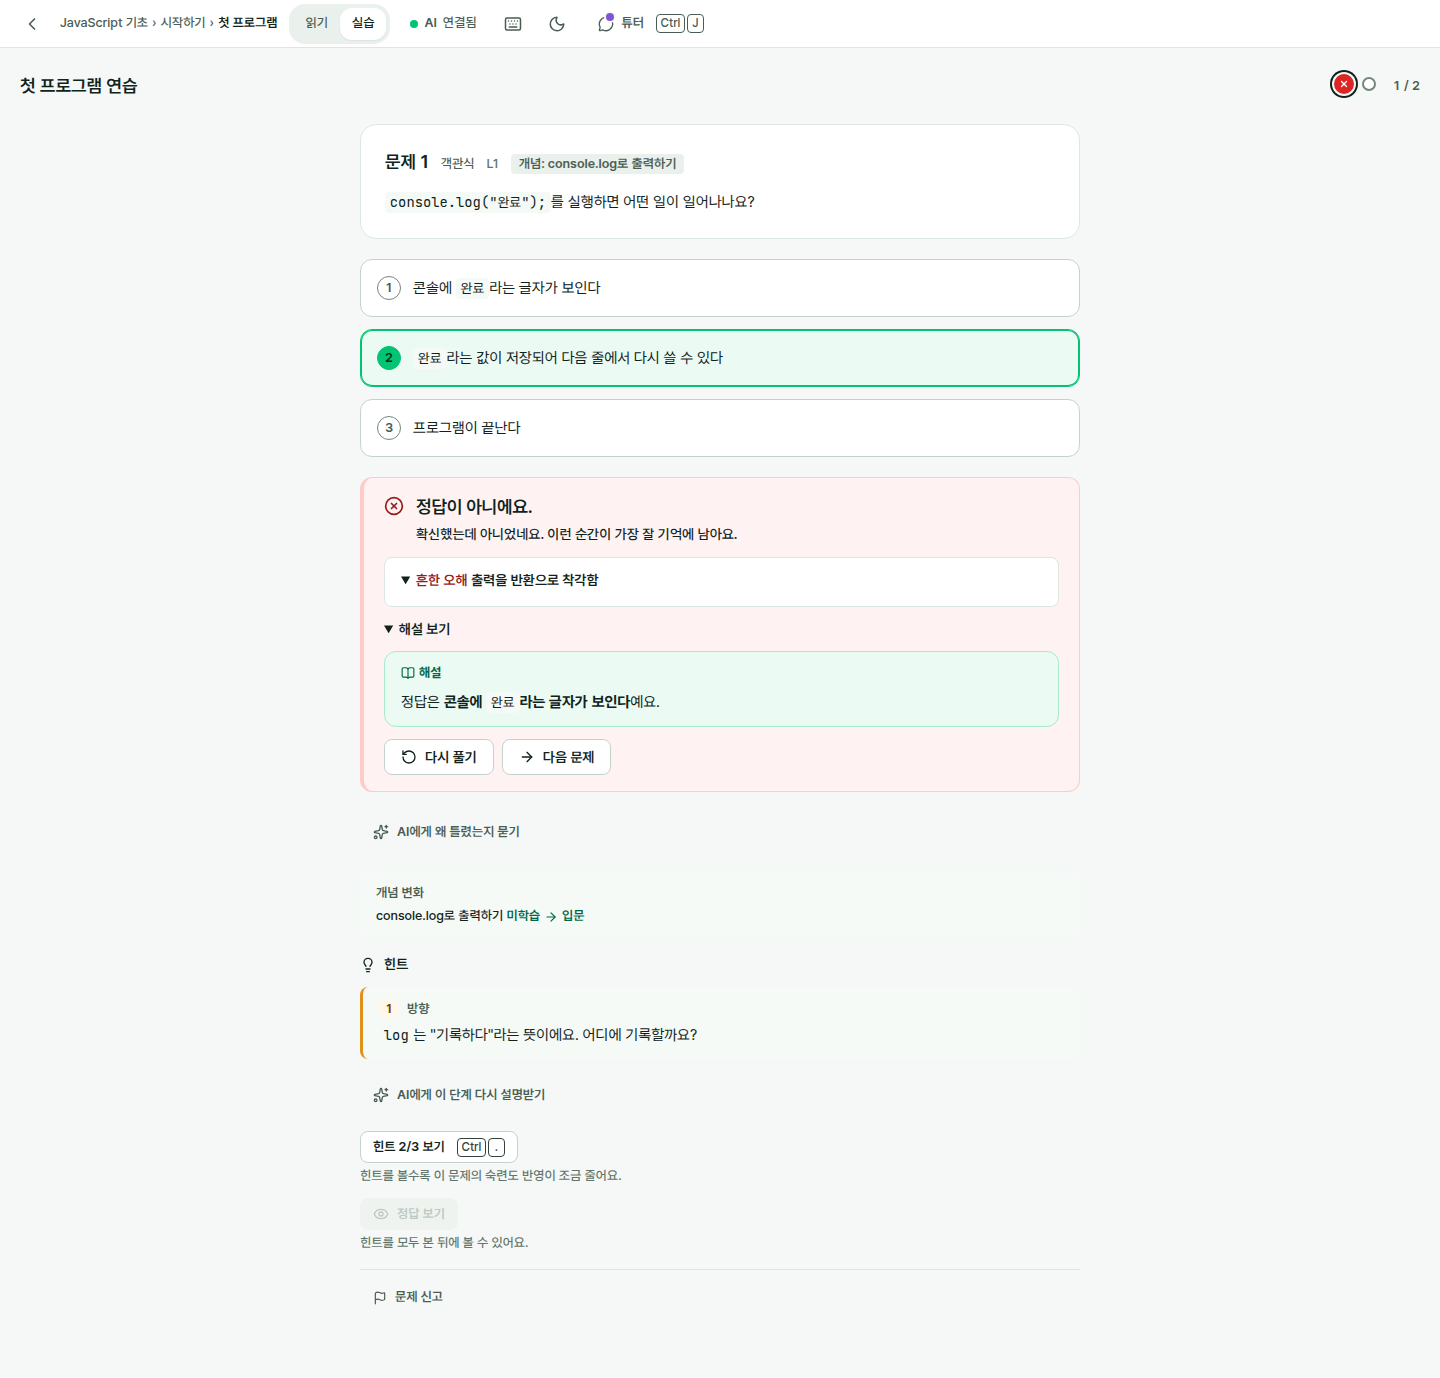 JavaScript 기초 › 시작하기 › 첫 프로그램 읽기 실습 AI 연결됨 튜터 Ctrl J
첫 프로그램 연습 1 / 2
문제 1 객관식 L1 개념: console.log로 출력하기
console.log("완료"); 를 실행하면 어떤 일이 일어나나요?
1 콘솔에 완료 라는 글자가 보인다
2 완료 라는 값이 저장되어 다음 줄에서 다시 쓸 수 있다
3 프로그램이 끝난다
정답이 아니에요.
확신했는데 아니었네요. 이런 순간이 가장 잘 기억에 남아요.
▼ 흔한 오해 출력을 반환으로 착각함
▼ 해설 보기
해설
정답은 콘솔에 완료 라는 글자가 보인다예요.
다시 풀기 다음 문제
AI에게 왜 틀렸는지 묻기
개념 변화
console.log로 출력하기 미학습 → 입문
힌트
1 방향
log 는 "기록하다"라는 뜻이에요. 어디에 기록할까요?
AI에게 이 단계 다시 설명받기
힌트 2/3 보기 Ctrl .
힌트를 볼수록 이 문제의 숙련도 반영이 조금 줄어요.
정답 보기
힌트를 모두 본 뒤에 볼 수 있어요.
문제 신고